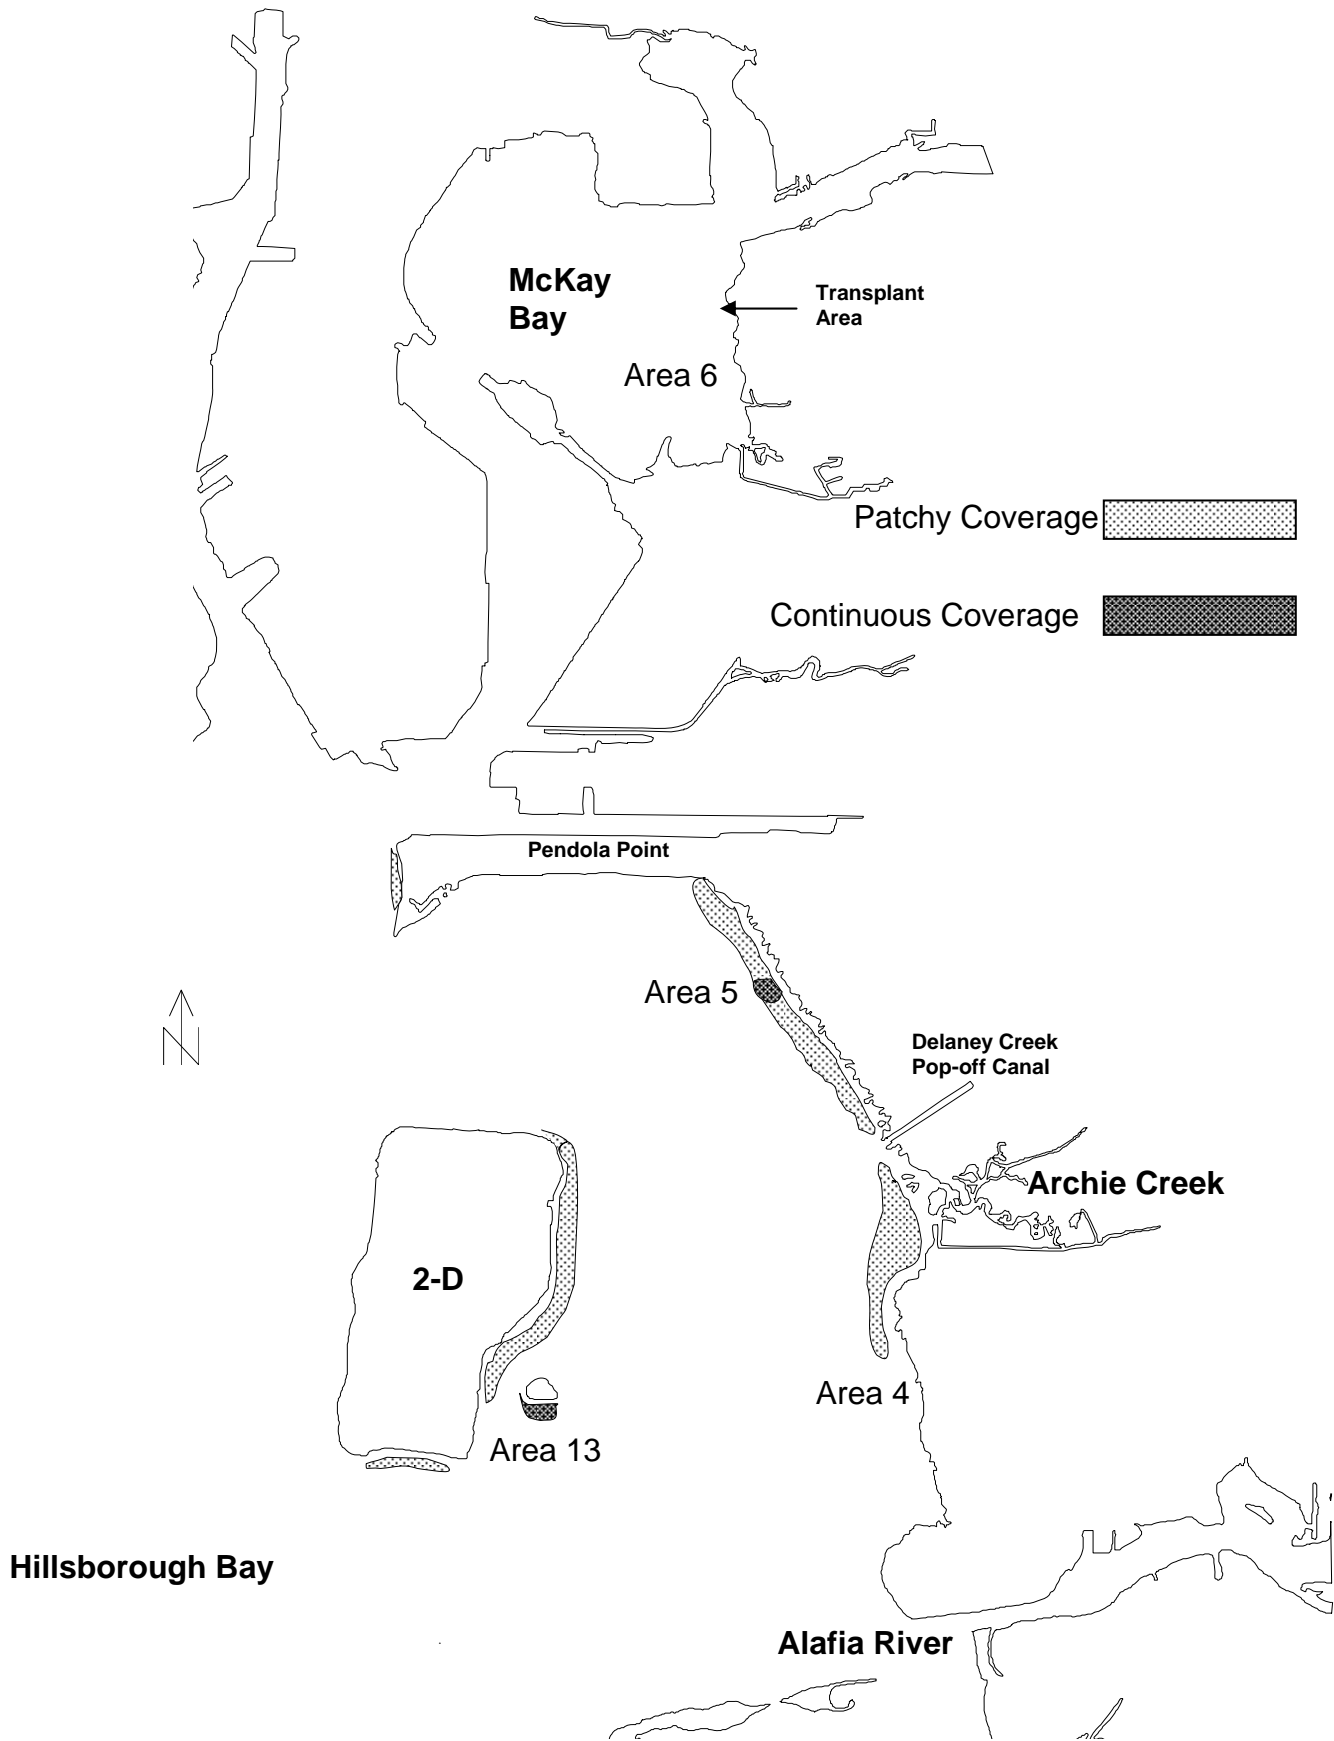 McKay
Bay
Transplant
Area
Area 6
Patchy Coverage
Continuous Coverage
Pendola Point
Area 5
N
Delaney Creek
Pop-off Canal
Archie Creek
2-D
Area 4
Area 13
Hillsborough Bay
Alafia River